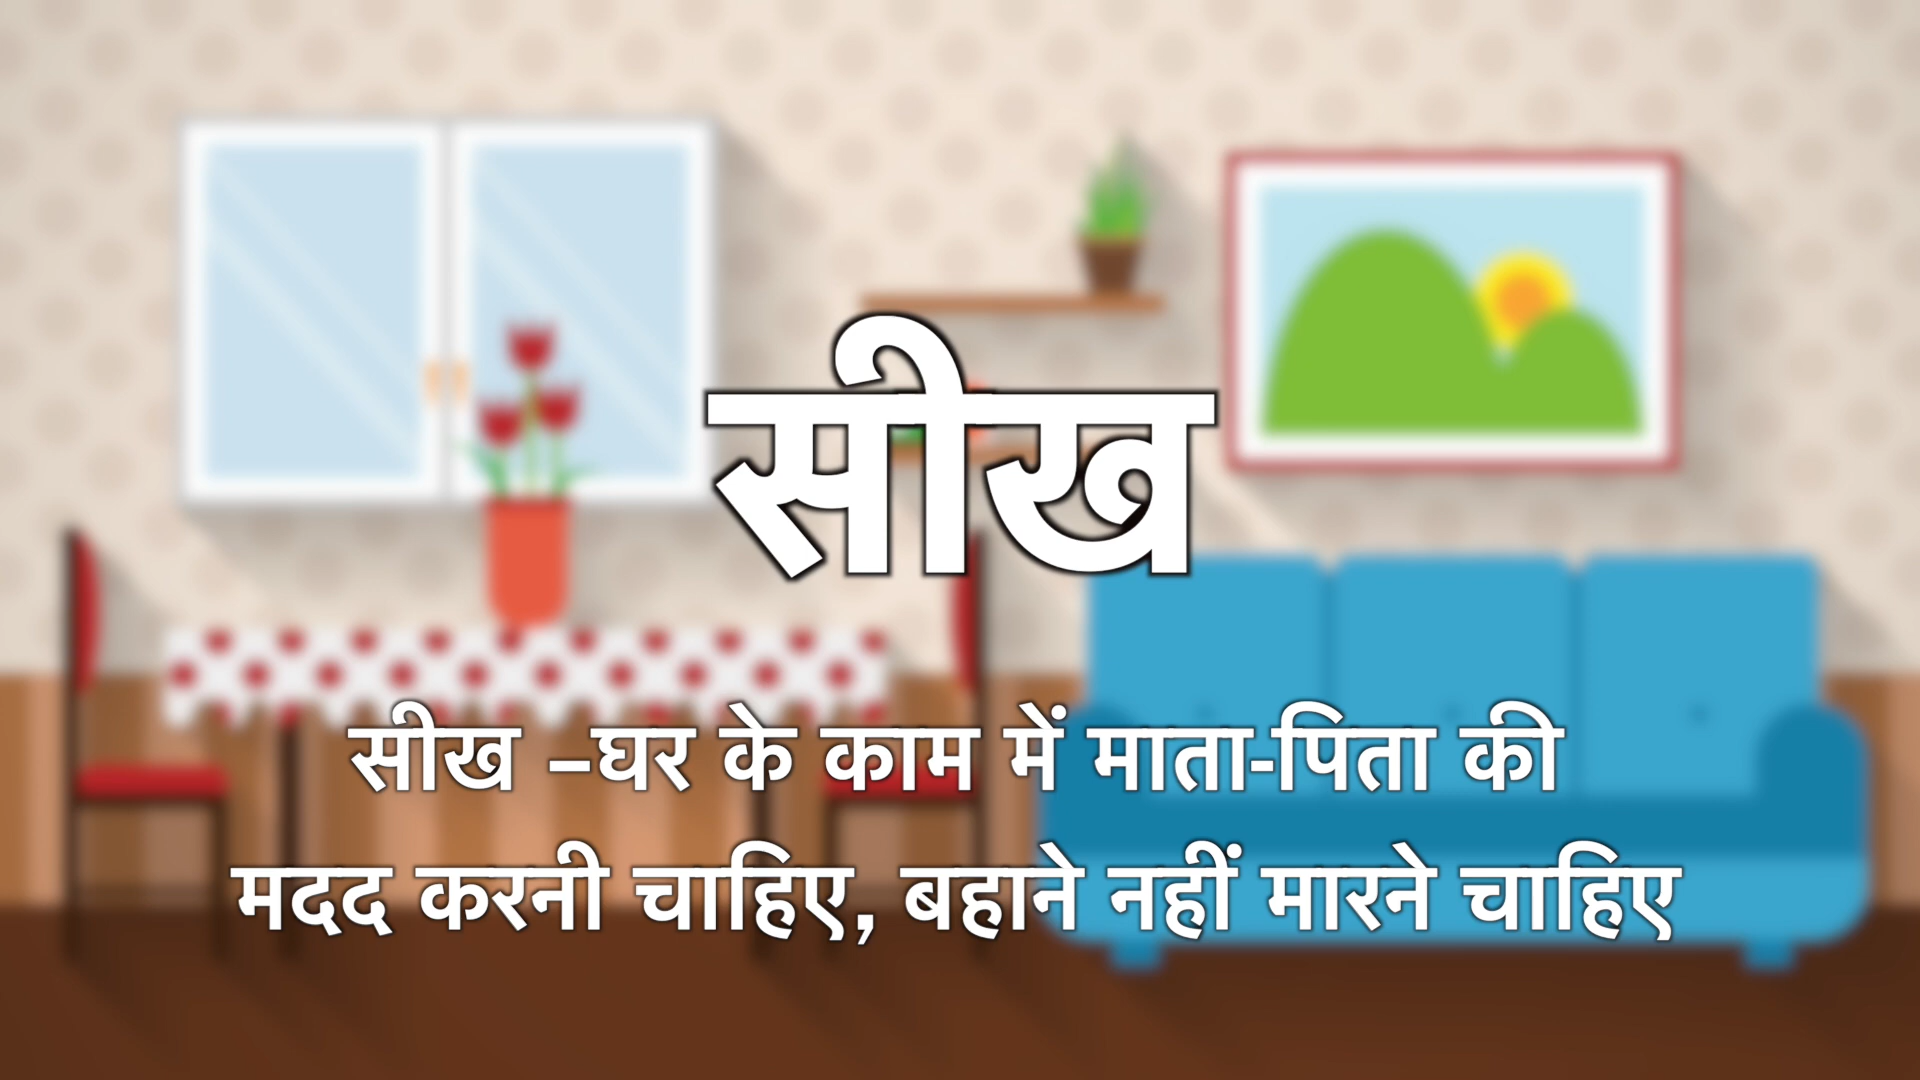 सीख
सीख –घर के काम में माता-पिता की
मदद करनी चाहिए, बहाने नहीं मारने चाहिए